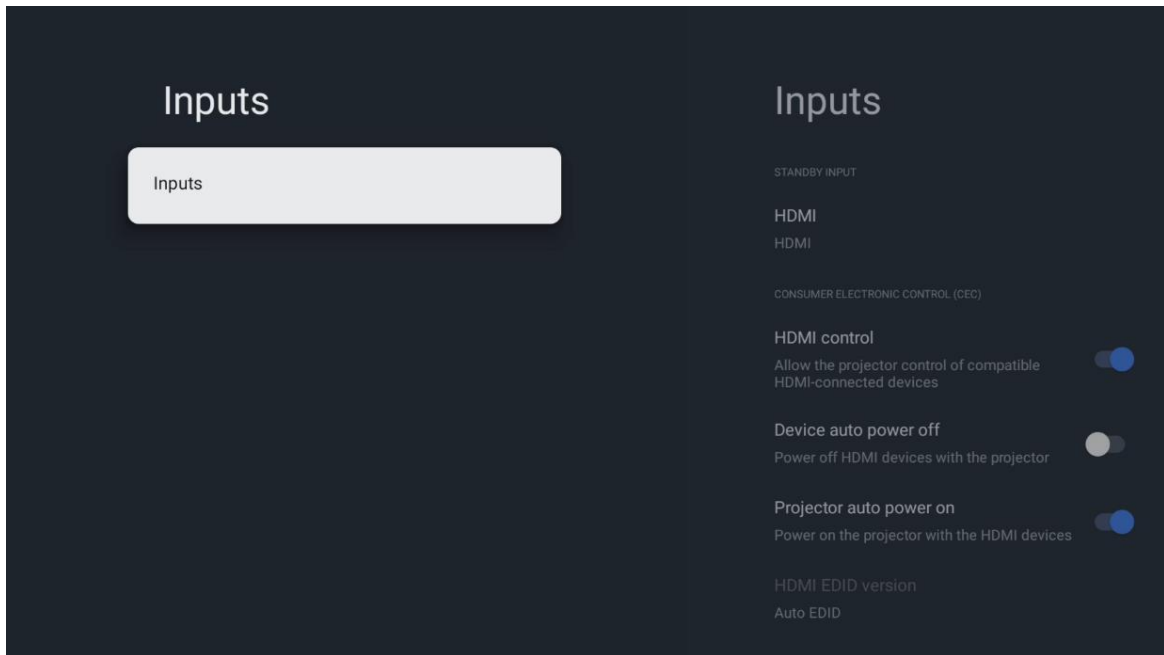 Inputs
Inputs
Inputs
STANDBY INPUT
HDMI
HDMI
CONSUMER ELECTRONIC CONTROL (CEC)
HDMI control
Allow the projector control of compatible
HDMI-connected devices
Device auto power off
Power off HDMI devices with the projector
Projector auto power on
Power on the projector with the HDMI devices
HDMI EDID version
Auto EDID